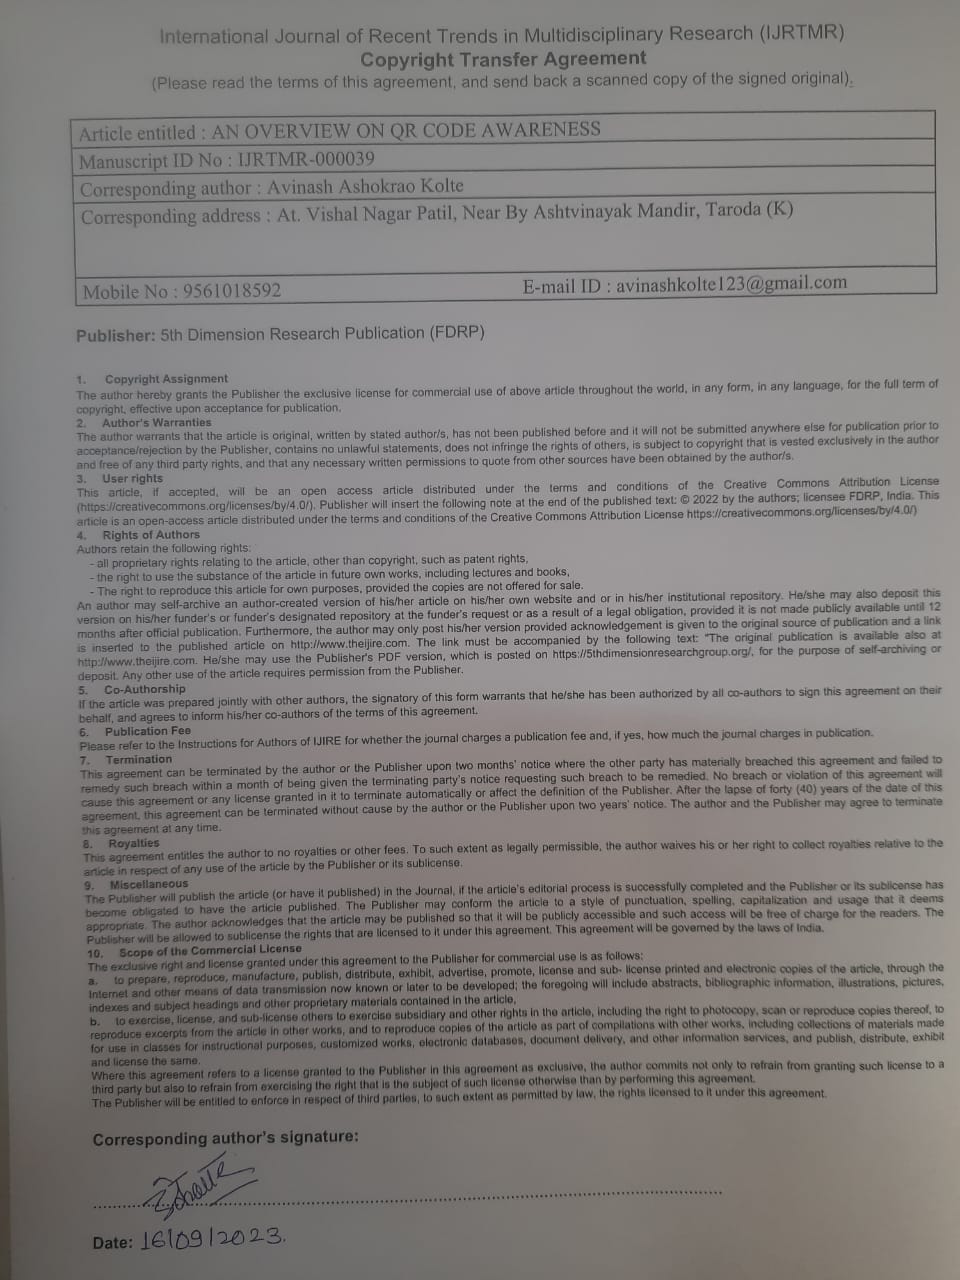 International Journal of Recent Trends in Multidisciplinary Research (IJRTMR)
Copyright Transfer Agreement
(Please read the terms of this agreement, and send back a scanned copy of the signed original).
Article entitled : AN OVERVIEW ON QR CODE AWARENESS
Manuscript ID No : IJRTMR-000039
Corresponding author : Avinash Ashokrao Kolte
Corresponding address : At. Vishal Nagar Patil, Near By Ashtvinayak Mandir, Taroda (K)
Mobile No : 9561018592 E-mail ID : avinashkolte123@gmail.com
Publisher: 5th Dimension Research Publication (FDRP)
1. Copyright Assignment
The author hereby grants the Publisher the exclusive license for commercial use of above article throughout the world, in any form, in any language, for the full term of
copyright, effective upon acceptance for publication.
2. Author's Warranties
The author warrants that the article is original, written by stated author/s, has not been published before and it will not be submitted anywhere else for publication prior to
acceptance/rejection by the Publisher, contains no unlawful statements, does not infringe the rights of others, is subject to copyright that is vested exclusively in the author
and free of any third party rights, and that any necessary written permissions to quote from other sources have been obtained by the author/s.
3. User rights
This article, if accepted, will be an open access article distributed under the terms and conditions of the Creative Commons Attribution License
(https://creativecommons.org/licenses/by/4.0/). Publisher will insert the following note at the end of the published text: © 2022 by the authors; licensee FDRP, India. This
article is an open-access article distributed under the terms and conditions of the Creative Commons Attribution License https://creativecommons.org/licenses/by/4.0/)
4. Rights of Authors
Authors retain the following rights:
- all proprietary rights relating to the article, other than copyright, such as patent rights,
- the right to use the substance of the article in future own works, including lectures and books,
- The right to reproduce this article for own purposes, provided the copies are not offered for sale.
An author may self-archive an author-created version of his/her article on his/her own website and or in his/her institutional repository. He/she may also deposit this
version on his/her funder's or funder's designated repository at the funder's request or as a result of a legal obligation, provided it is not made publicly available until 12
months after official publication. Furthermore, the author may only post his/her version provided acknowledgement is given to the original source of publication and a link
is inserted to the published article on http://www.theijire.com. The link must be accompanied by the following text: "The original publication is available also at
http://www.theijire.com. He/she may use the Publisher's PDF version, which is posted on https://5thdimensionresearchgroup.org/, for the purpose of self-archiving or
deposit. Any other use of the article requires permission from the Publisher.
5. Co-Authorship
If the article was prepared jointly with other authors, the signatory of this form warrants that he/she has been authorized by all co-authors to sign this agreement on their
behalf, and agrees to inform his/her co-authors of the terms of this agreement.
6. Publication Fee
Please refer to the Instructions for Authors of IJIRE for whether the journal charges a publication fee and, if yes, how much the journal charges in publication.
7. Termination
This agreement can be terminated by the author or the Publisher upon two months' notice where the other party has materially breached this agreement and failed to
remedy such breach within a month of being given the terminating party's notice requesting such breach to be remedied. No breach or violation of this agreement will
cause this agreement or any license granted in it to terminate automatically or affect the definition of the Publisher. After the lapse of forty (40) years of the date of this
agreement, this agreement can be terminated without cause by the author or the Publisher upon two years' notice. The author and the Publisher may agree to terminate
this agreement at any time.
8. Royalties
This agreement entitles the author to no royalties or other fees. To such extent as legally permissible, the author waives his or her right to collect royalties relative to the
article in respect of any use of the article by the Publisher or its sublicense.
9. Miscellaneous
The Publisher will publish the article (or have it published) in the Journal, if the article's editorial process is successfully completed and the Publisher or its sublicense has
become obligated to have the article published. The Publisher may conform the article to a style of punctuation, spelling, capitalization and usage that it deems
appropriate. The author acknowledges that the article may be published so that it will be publicly accessible and such access will be free of charge for the readers. The
Publisher will be allowed to sublicense the rights that are licensed to it under this agreement. This agreement will be governed by the laws of India.
10. Scope of the Commercial License
The exclusive right and license granted under this agreement to the Publisher for commercial use is as follows:
a. to prepare, reproduce, manufacture, publish, distribute, exhibit, advertise, promote, license and sub- license printed and electronic copies of the article, through the
Internet and other means of data transmission now known or later to be developed; the foregoing will include abstracts, bibliographic information, illustrations, pictures,
indexes and subject headings and other proprietary materials contained in the article,
b. to exercise, license, and sub-license others to exercise subsidiary and other rights in the article, including the right to photocopy, scan or reproduce copies thereof, to
reproduce excerpts from the article in other works, and to reproduce copies of the article as part of compilations with other works, including collections of materials made
for use in classes for instructional purposes, customized works, electronic databases, document delivery, and other information services, and publish, distribute, exhibit
and license the same.
Where this agreement refers to a license granted to the Publisher in this agreement as exclusive, the author commits not only to refrain from granting such license to a
third party but also to refrain from exercising the right that is the subject of such license otherwise than by performing this agreement.
The Publisher will be entitled to enforce in respect of third parties, to such extent as permitted by law, the rights licensed to it under this agreement.
Corresponding author's signature:
Date: 16/09/2023.